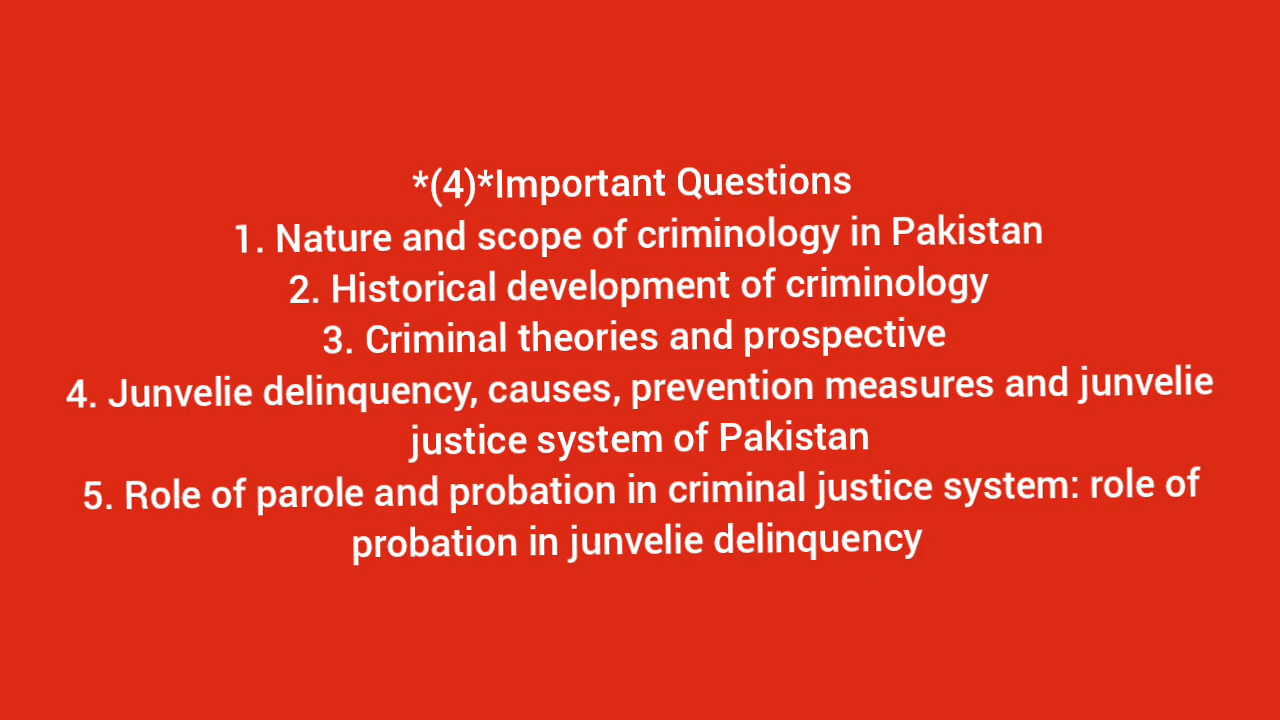 *(4)*Important Questions
1. Nature and scope of criminology in Pakistan
2. Historical development of criminology
3. Criminal theories and prospective
4. Junvelie delinquency, causes, prevention measures and junvelie
justice system of Pakistan
5. Role of parole and probation in criminal justice system: role of
probation in junvelie delinquency